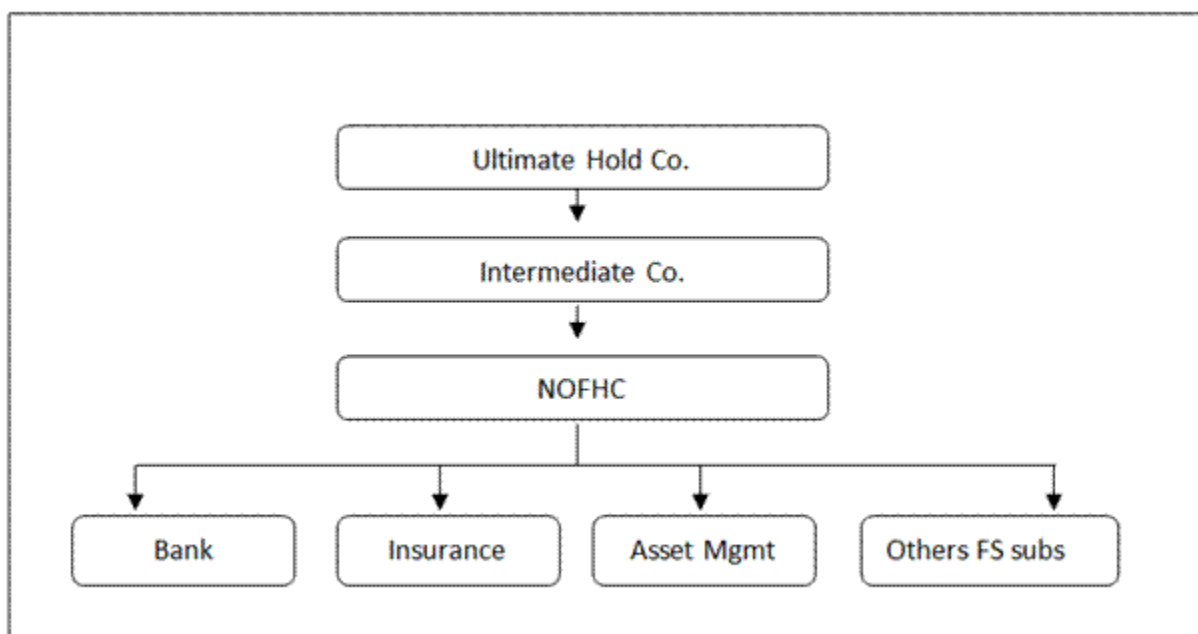 Ultimate Hold Co.
Intermediate Co.
NOFHC
Bank
Insurance
Asset Mgmt
Others FS subs